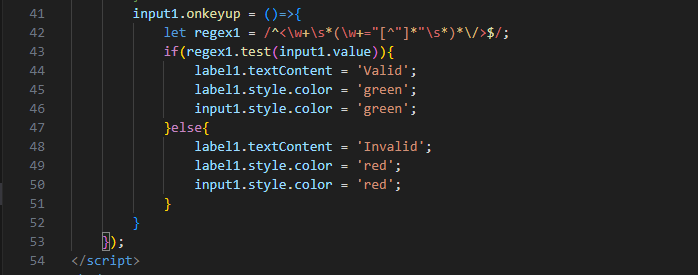 41 input1.onkeyup = ()=>{
42 let regex1 = /^<\w+\s*(\w+="[^"]*"\s*)*\/>$/;
43 if(regex1.test(input1.value)){
44 label1.textContent = 'Valid';
45 label1.style.color = 'green';
46 input1.style.color = 'green';
47 }else{
48 label1.textContent = 'Invalid';
49 label1.style.color = 'red';
50 input1.style.color = 'red';
51 }
52 }
53 });
54 </script>